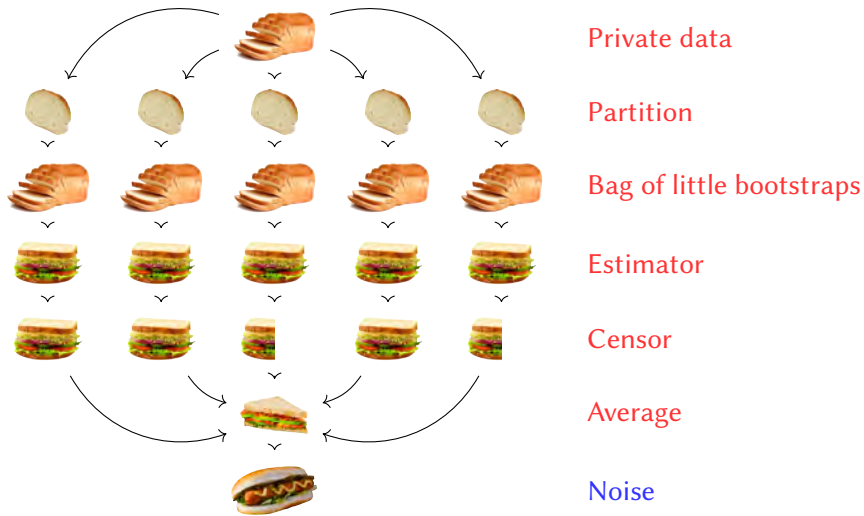 Private data
Partition
Bag of little bootstraps
Estimator
Censor
Average
Noise